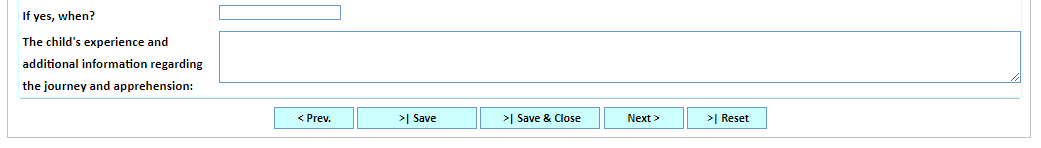 If yes, when?
The child's experience and
additional information regarding
the journey and apprehension:
< Prev. >| Save >| Save & Close Next > >| Reset